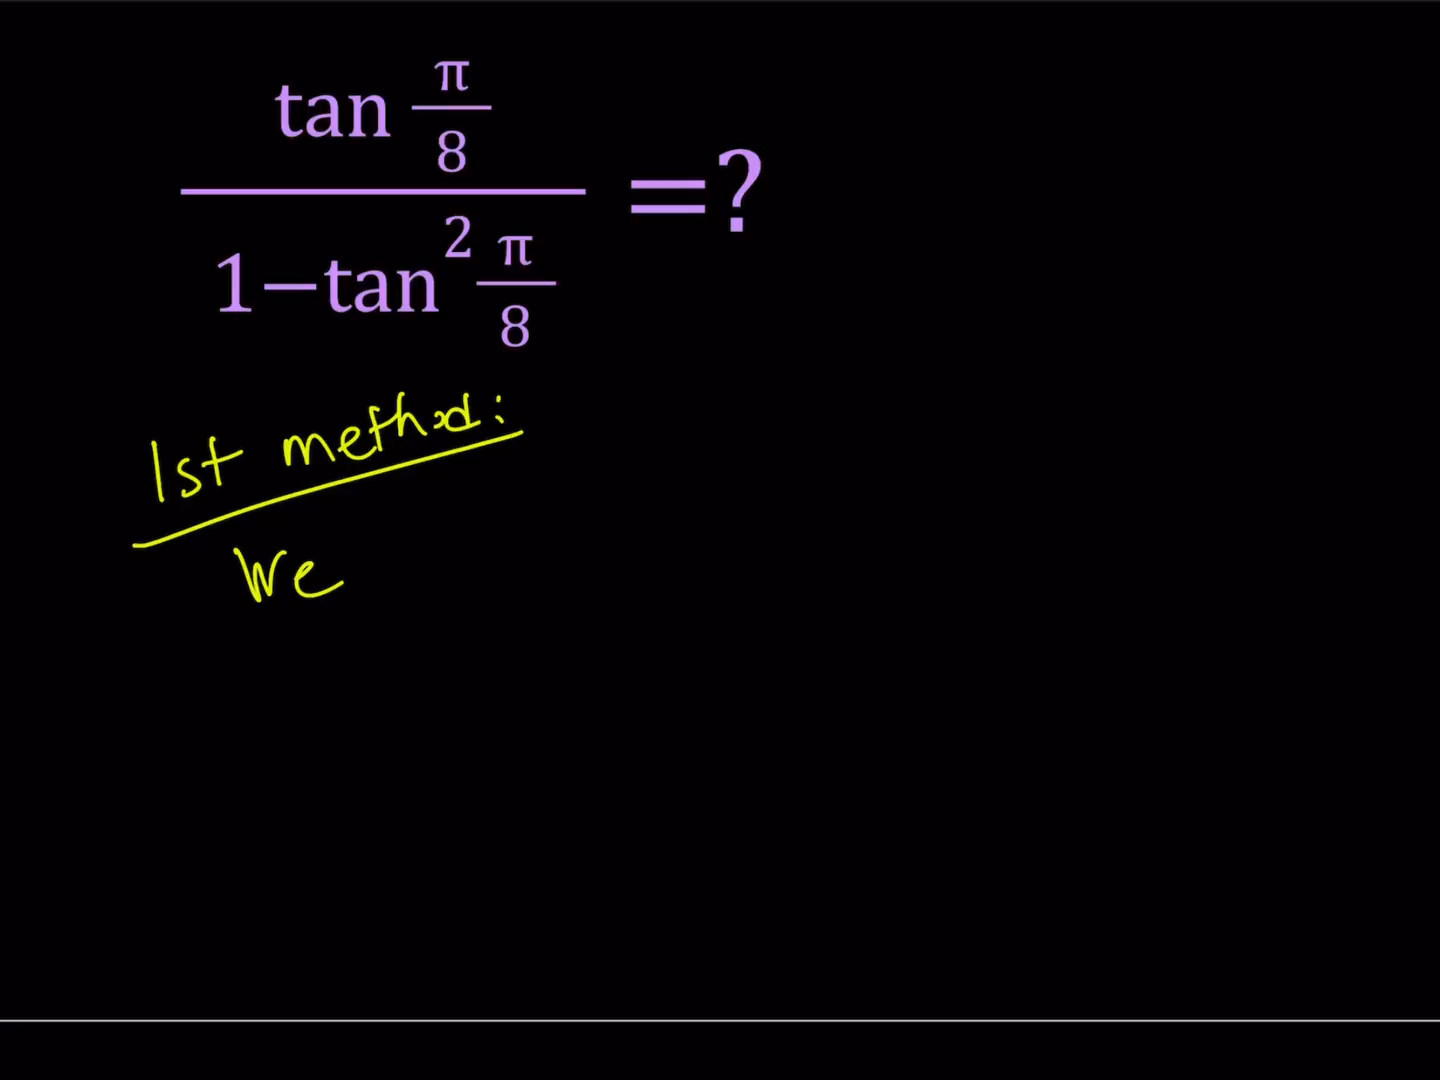 tan π/8
1−tan² π/8
=?
1st method:
We